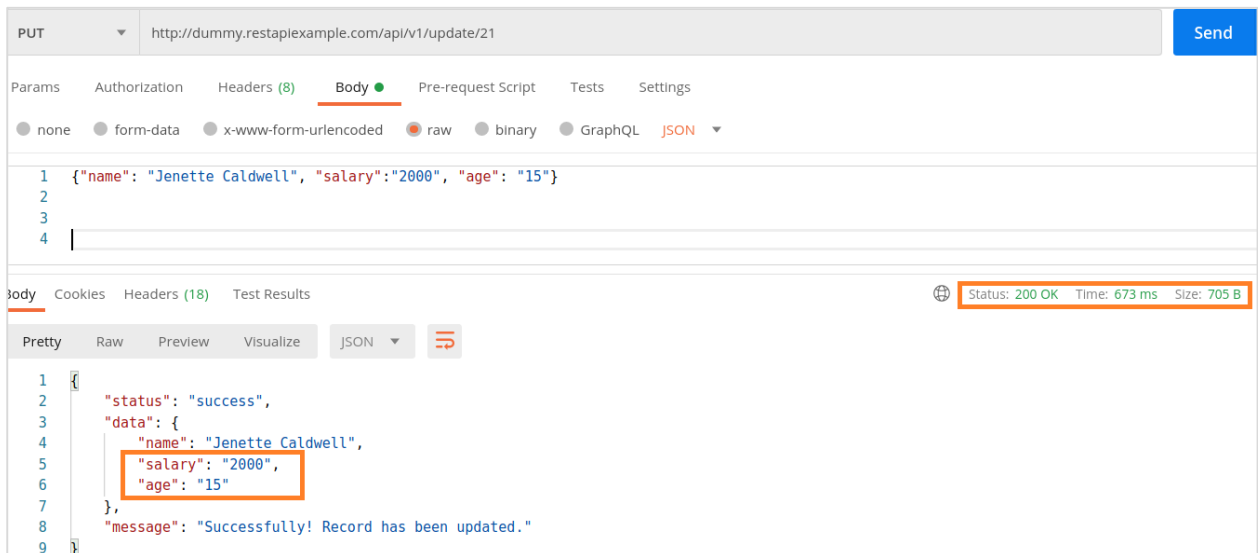 PUT http://dummy.restapiexample.com/api/v1/update/21 Send
Params Authorization Headers (8) Body Pre-request Script Tests Settings
none form-data x-www-form-urlencoded raw binary GraphQL JSON
1 {"name": "Jenette Caldwell", "salary":"2000", "age": "15"}
2
3
4
Body Cookies Headers (18) Test Results Status: 200 OK Time: 673 ms Size: 705 B
Pretty Raw Preview Visualize JSON
1 {
2 "status": "success",
3 "data": {
4 "name": "Jenette Caldwell",
5 "salary": "2000",
6 "age": "15"
7 },
8 "message": "Successfully! Record has been updated."
9 }